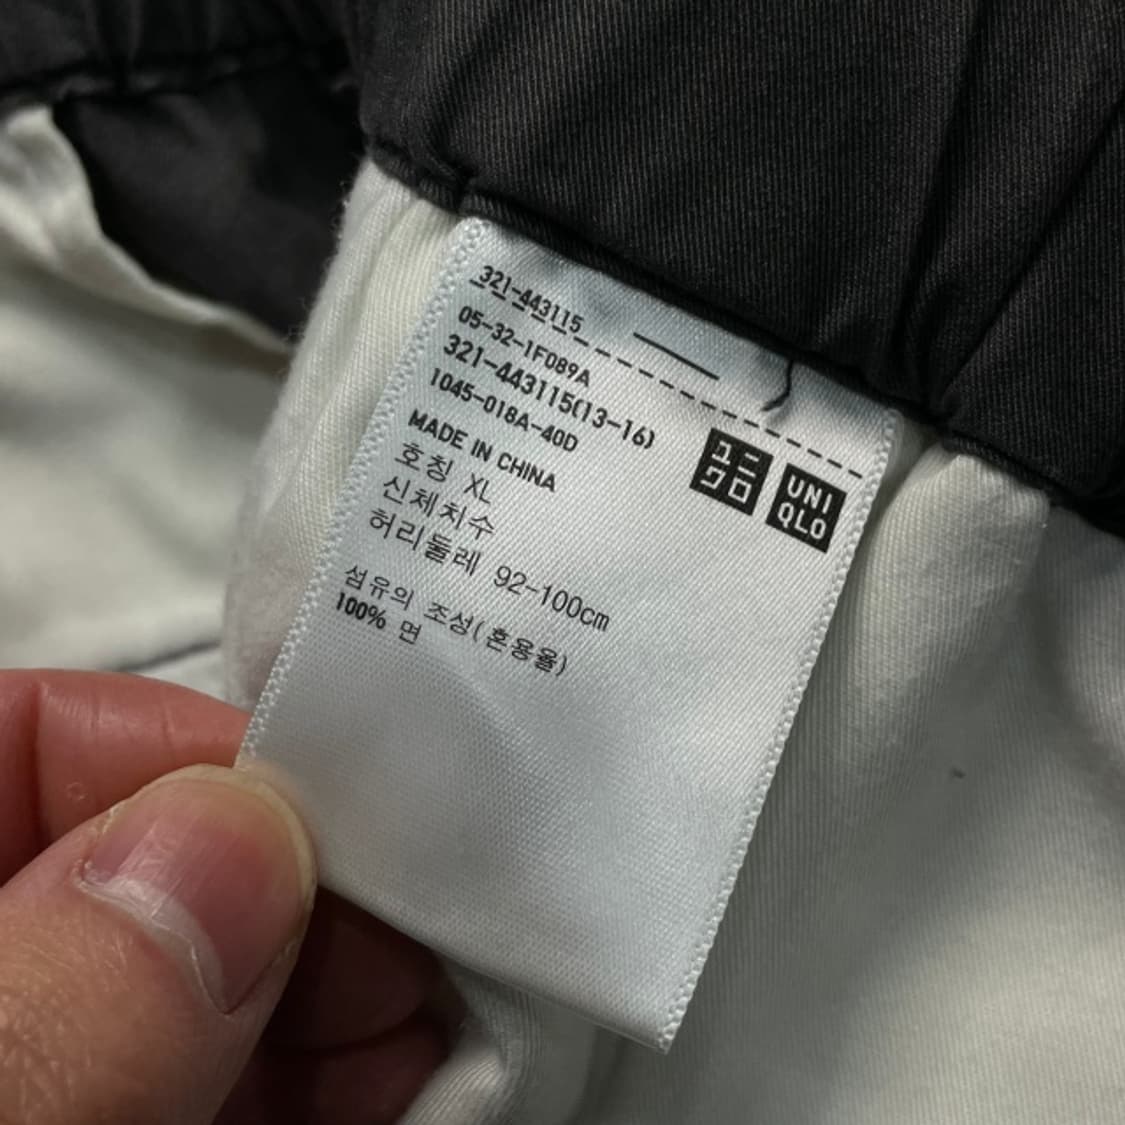 321-443115
05-32-1F089A
321-443115(13-16)
1045-018A-40D
MADE IN CHINA
호칭 XL
신체치수
허리둘레 92-100cm
섬유의 조성(혼용율)
100% 면
ユニ
クロ
UNI
QLO